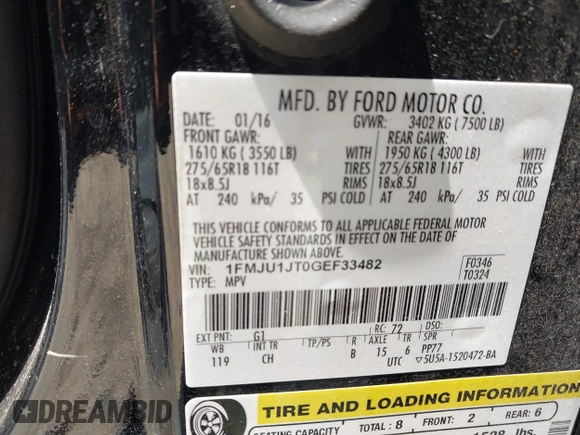 MFD. BY FORD MOTOR CO.
DATE: 01/16 GVWR: 3402 KG ( 7500 LB)
FRONT GAWR: REAR GAWR:
1610 KG ( 3550 LB) WITH 1950 KG ( 4300 LB) WITH
275/65R18 116T TIRES 275/65R18 116T TIRES
18x8.5J RIMS 18x8.5J RIMS
AT 240 kPa/ 35 PSI COLD AT 240 kPa/ 35 PSI COLD
THIS VEHICLE CONFORMS TO ALL APPLICABLE FEDERAL MOTOR
VEHICLE SAFETY STANDARDS IN EFFECT ON THE DATE OF
MANUFACTURE SHOWN ABOVE.
VIN: 1FMJU1JT0GEF33482 F0346
TYPE: MPV T0324
EXT PNT: G1 RC: 72 DSO:
WB INT TR TP/PS R AXLE TR SPR
119 CH B 15 6 PP77
UTC ▽5U5A-1520472-BA
TIRE AND LOADING INFORMATION
SEATING CAPACITY TOTAL: 8 FRONT: 2 REAR: 6
lbs.
DREAMBID